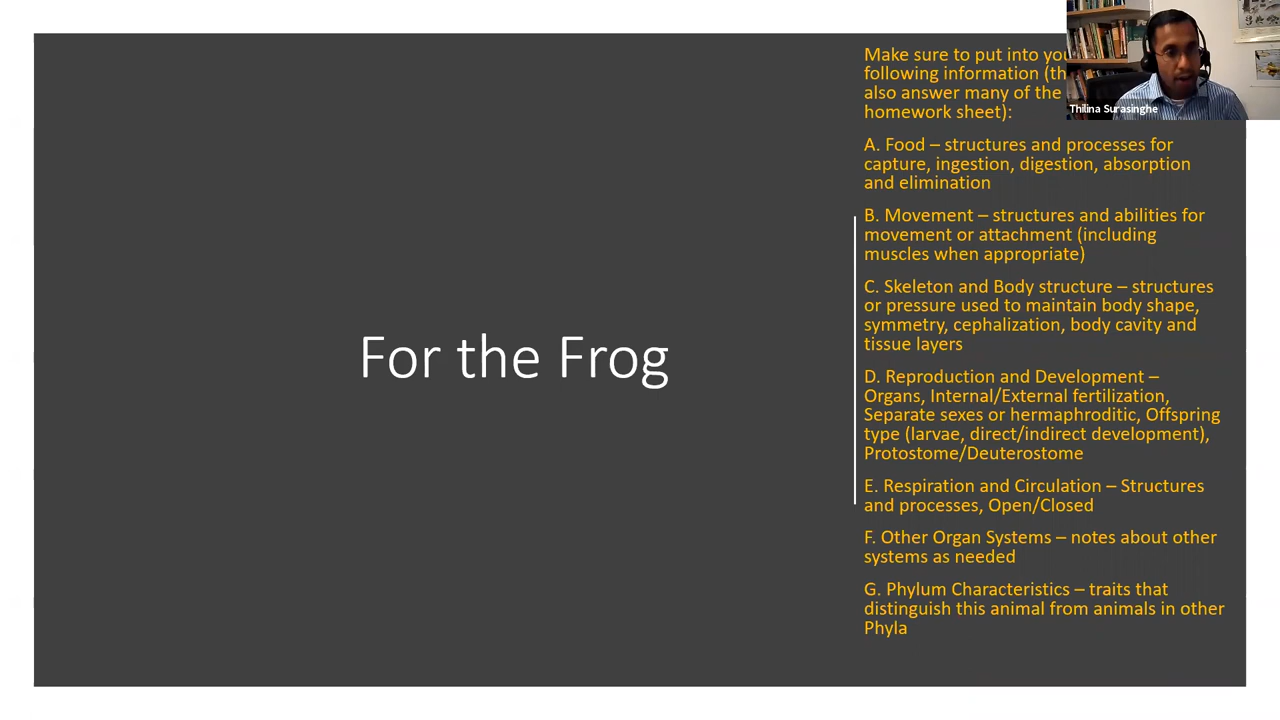 For the Frog
Make sure to put into
following information
also answer many of the
homework sheet):
A. Food – structures and processes for
capture, ingestion, digestion, absorption
and elimination
B. Movement – structures and abilities for
movement or attachment (including
muscles when appropriate)
C. Skeleton and Body structure – structures
or pressure used to maintain body shape,
symmetry, cephalization, body cavity and
tissue layers
D. Reproduction and Development –
Organs, Internal/External fertilization,
Separate sexes or hermaphroditic, Offspring
type (larvae, direct/indirect development),
Protostome/Deuterostome
E. Respiration and Circulation – Structures
and processes, Open/Closed
F. Other Organ Systems – notes about other
systems as needed
G. Phylum Characteristics – traits that
distinguish this animal from animals in other
Phyla
Thilina Surasinghe